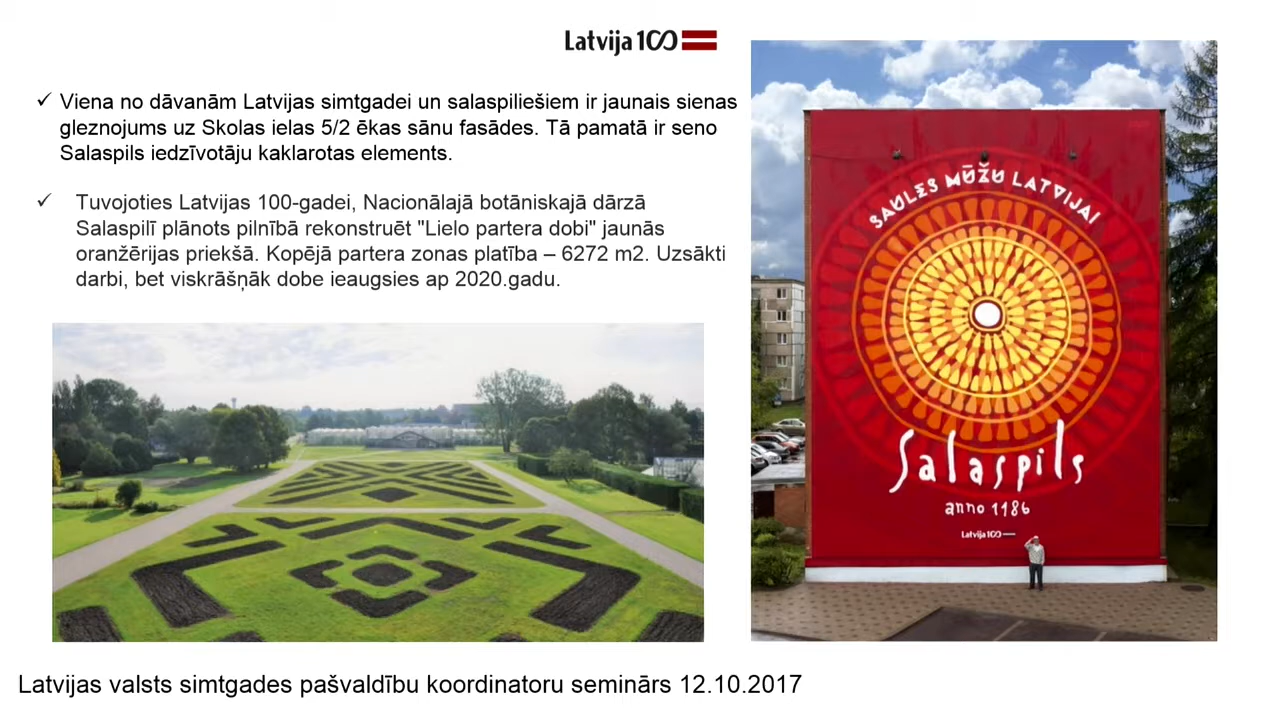 Latvija 100
Viena no dāvanām Latvijas simtgadei un salaspiliešiem ir jaunais sienas
gleznojums uz Skolas ielas 5/2 ēkas sānu fasādes. Tā pamatā ir seno
Salaspils iedzīvotāju kaklarotas elements.
Tuvojoties Latvijas 100-gadei, Nacionālajā botāniskajā dārzā
Salaspilī plānots pilnībā rekonstruēt "Lielo partera dobi" jaunās
oranžērijas priekšā. Kopējā partera zonas platība – 6272 m2. Uzsākti
darbi, bet viskrāšņāk dobe ieaugsies ap 2020.gadu.
SAULES MŪŽU LATVIJAI
Salaspils
anno 1186
Latvija 100
Latvijas valsts simtgades pašvaldību koordinatoru seminārs 12.10.2017